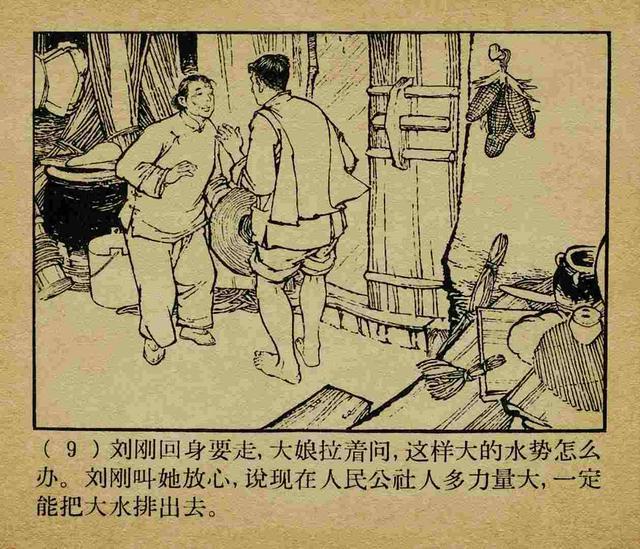 (9)刘刚回身要走,大娘拉着问,这样大的水势怎么
办。刘刚叫她放心,说现在人民公社人多力量大,一定
能把大水排出去。